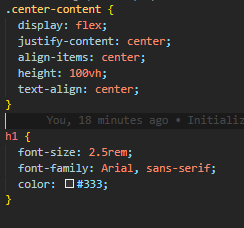 .center-content {
display: flex;
justify-content: center;
align-items: center;
height: 100vh;
text-align: center;
}
You, 18 minutes ago • Initializ
h1 {
font-size: 2.5rem;
font-family: Arial, sans-serif;
color: #333;
}